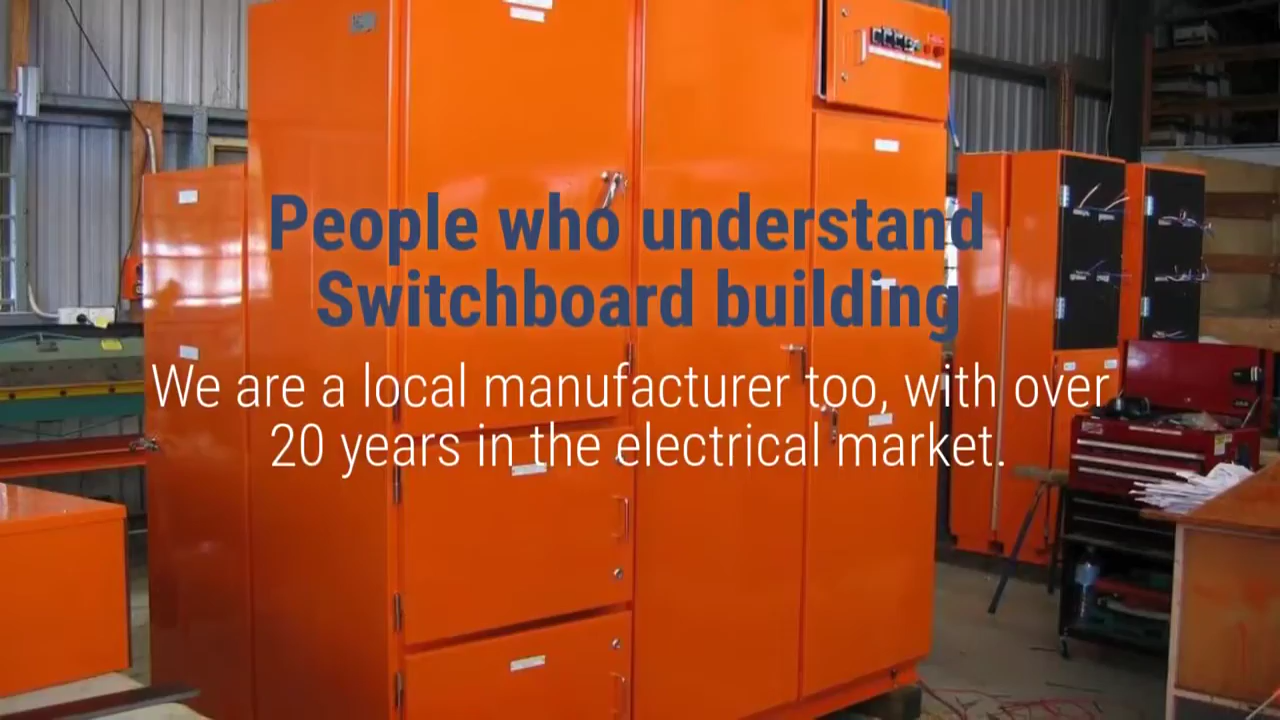 People who understand
Switchboard building
We are a local manufacturer too, with over
20 years in the electrical market.